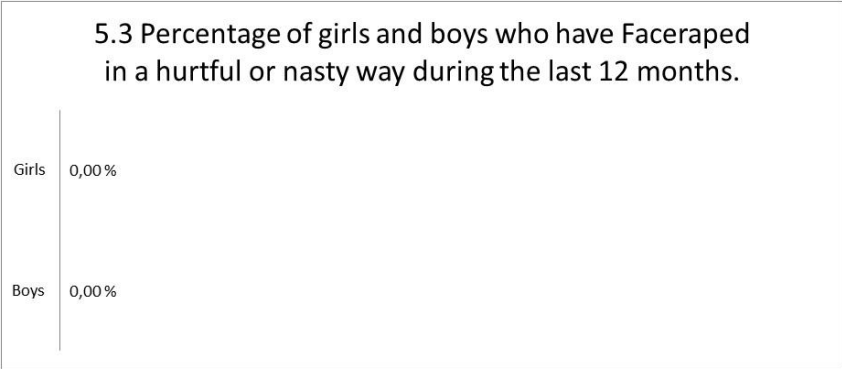 5.3 Percentage of girls and boys who have Faceraped
in a hurtful or nasty way during the last 12 months.
Girls 0,00 %
Boys 0,00 %